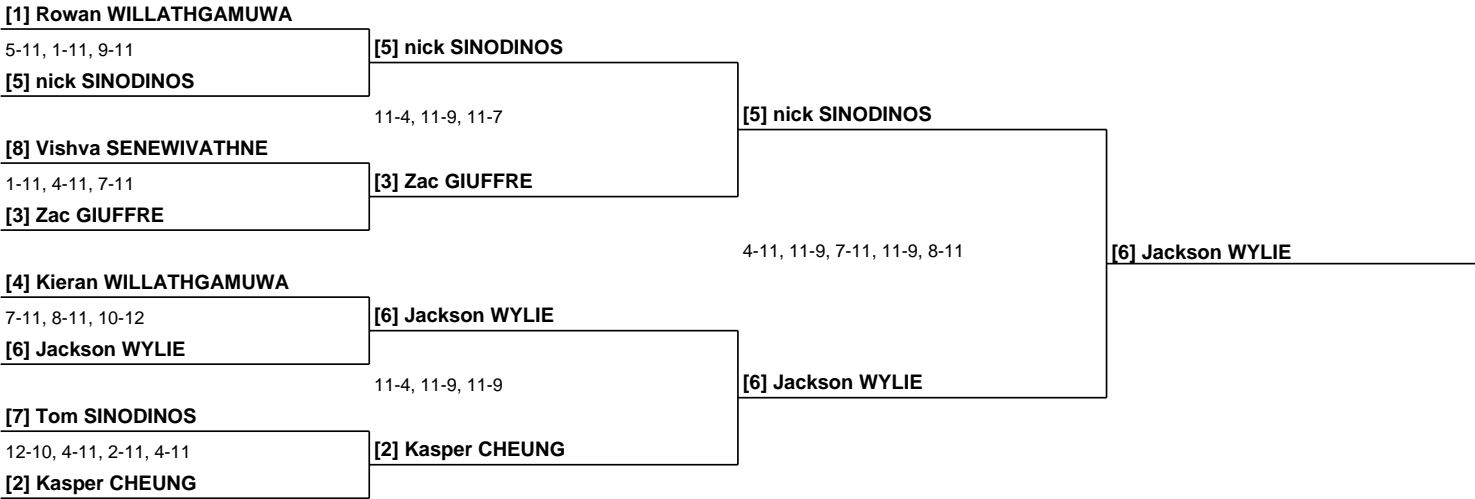 [1] Rowan WILLATHGAMUWA
5-11, 1-11, 9-11
[5] nick SINODINOS
[5] nick SINODINOS
11-4, 11-9, 11-7
[5] nick SINODINOS
[8] Vishva SENEWIVATHNE
1-11, 4-11, 7-11
[3] Zac GIUFFRE
[3] Zac GIUFFRE
4-11, 11-9, 7-11, 11-9, 8-11
[6] Jackson WYLIE
[4] Kieran WILLATHGAMUWA
7-11, 8-11, 10-12
[6] Jackson WYLIE
[6] Jackson WYLIE
11-4, 11-9, 11-9
[6] Jackson WYLIE
[7] Tom SINODINOS
12-10, 4-11, 2-11, 4-11
[2] Kasper CHEUNG
[2] Kasper CHEUNG